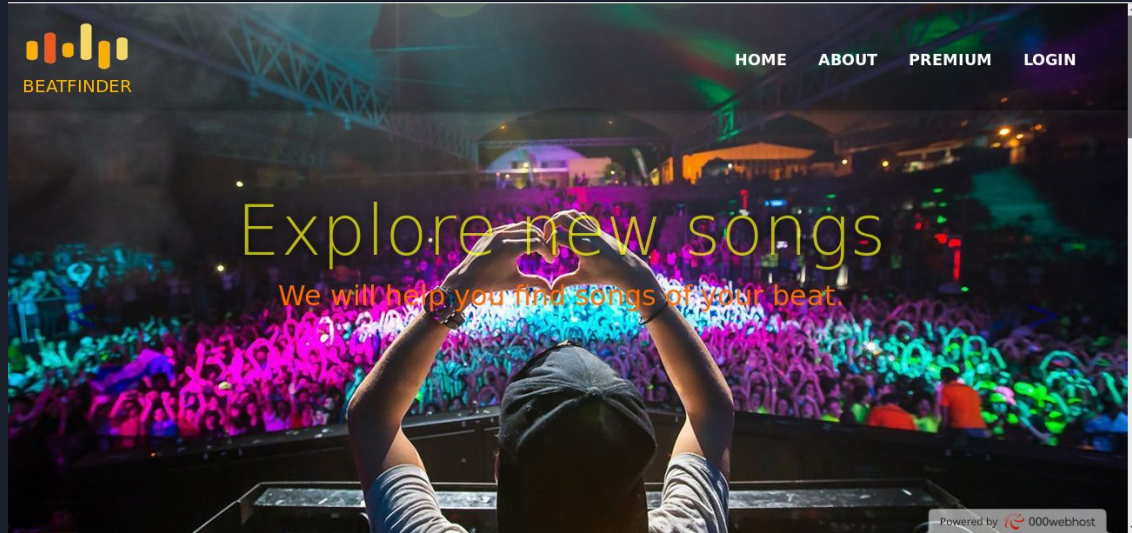 BEATFINDER
HOME ABOUT PREMIUM LOGIN
Explore new songs
We will help you find songs of your beat.
Powered by 000webhost